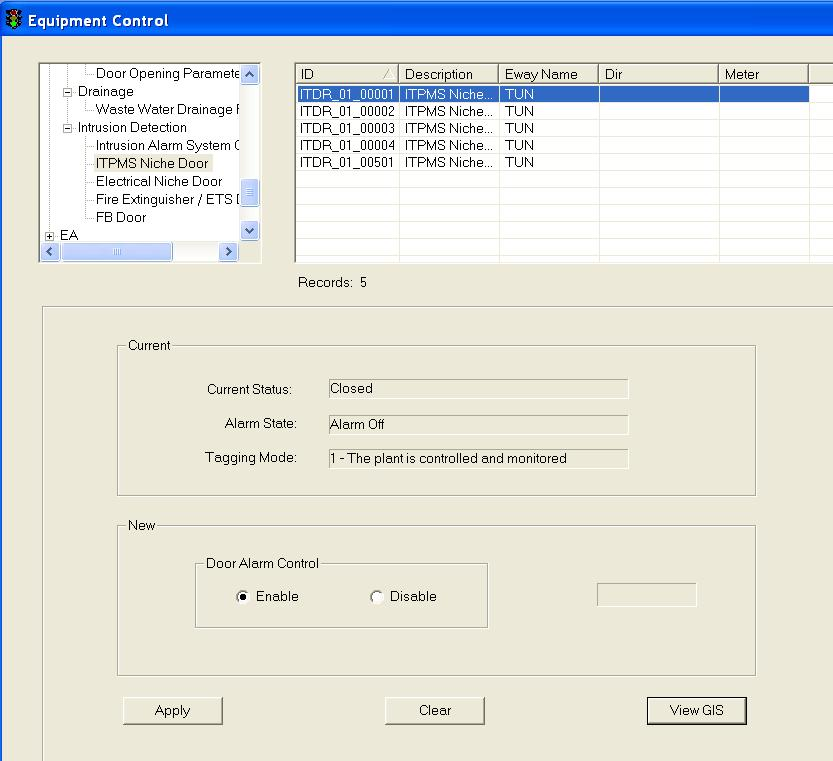 Equipment Control
Door Opening Paramete
Drainage
Waste Water Drainage
Intrusion Detection
Intrusion Alarm System
ITPMS Niche Door
Electrical Niche Door
Fire Extinguisher / ETS
FB Door
EA
ID Description Eway Name Dir Meter
ITDR_01_00001 ITPMS Niche... TUN
ITDR_01_00002 ITPMS Niche... TUN
ITDR_01_00003 ITPMS Niche... TUN
ITDR_01_00004 ITPMS Niche... TUN
ITDR_01_00501 ITPMS Niche... TUN
Records: 5
Current
Current Status: Closed
Alarm State: Alarm Off
Tagging Mode: 1 - The plant is controlled and monitored
New
Door Alarm Control
Enable Disable
Apply Clear View GIS